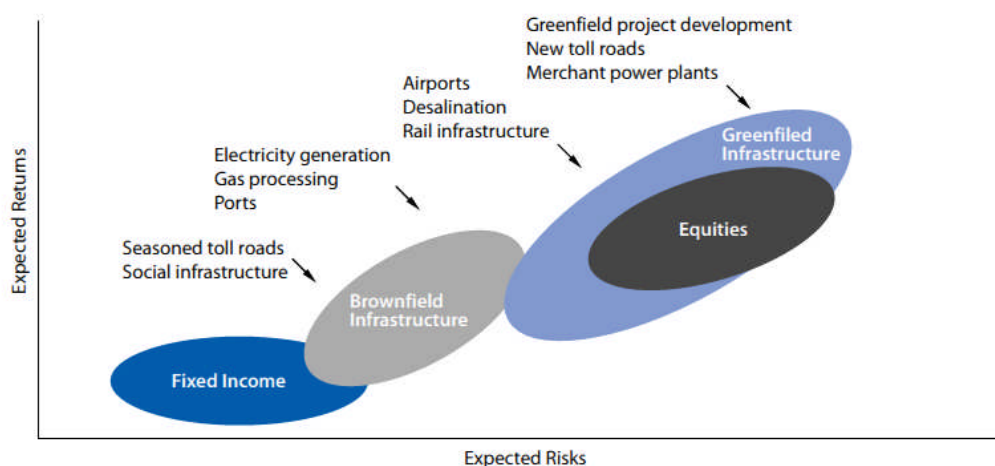 Greenfield project development
New toll roads
Merchant power plants
Airports
Desalination
Rail infrastructure
Greenfiled
Infrastructure
Electricity generation
Gas processing
Ports
Equities
Seasoned toll roads
Social infrastructure
Brownfield
Infrastructure
Fixed Income
Expected Returns
Expected Risks